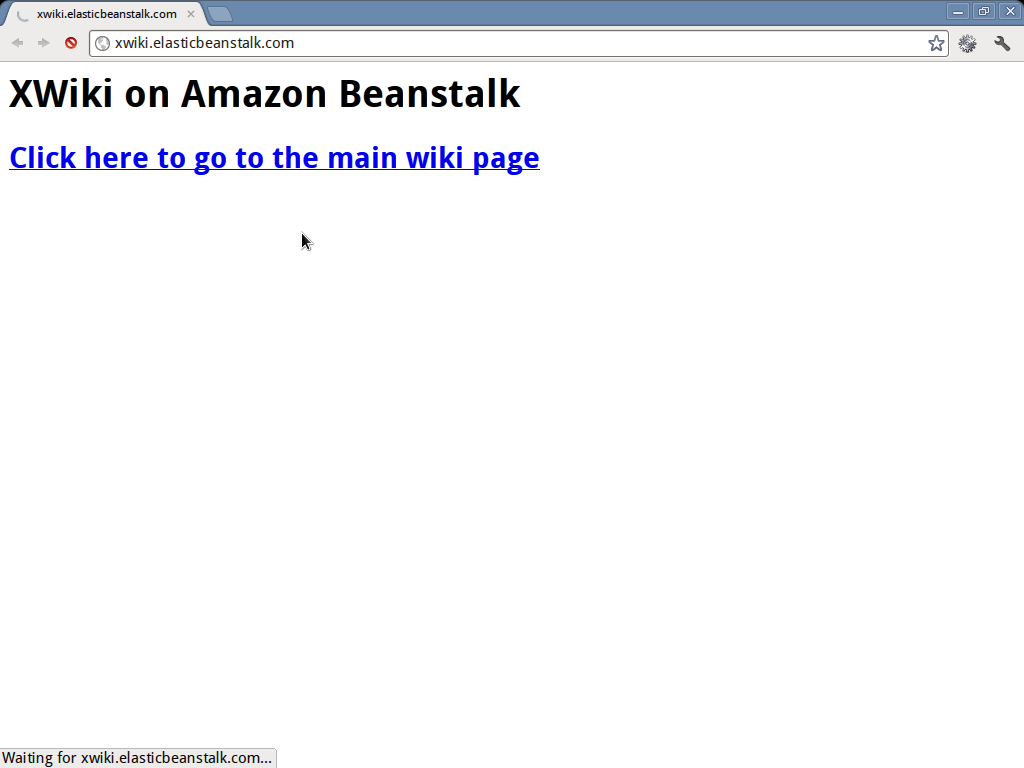 xwiki.elasticbeanstalk.com
xwiki.elasticbeanstalk.com
XWiki on Amazon Beanstalk
Click here to go to the main wiki page
Waiting for xwiki.elasticbeanstalk.com...